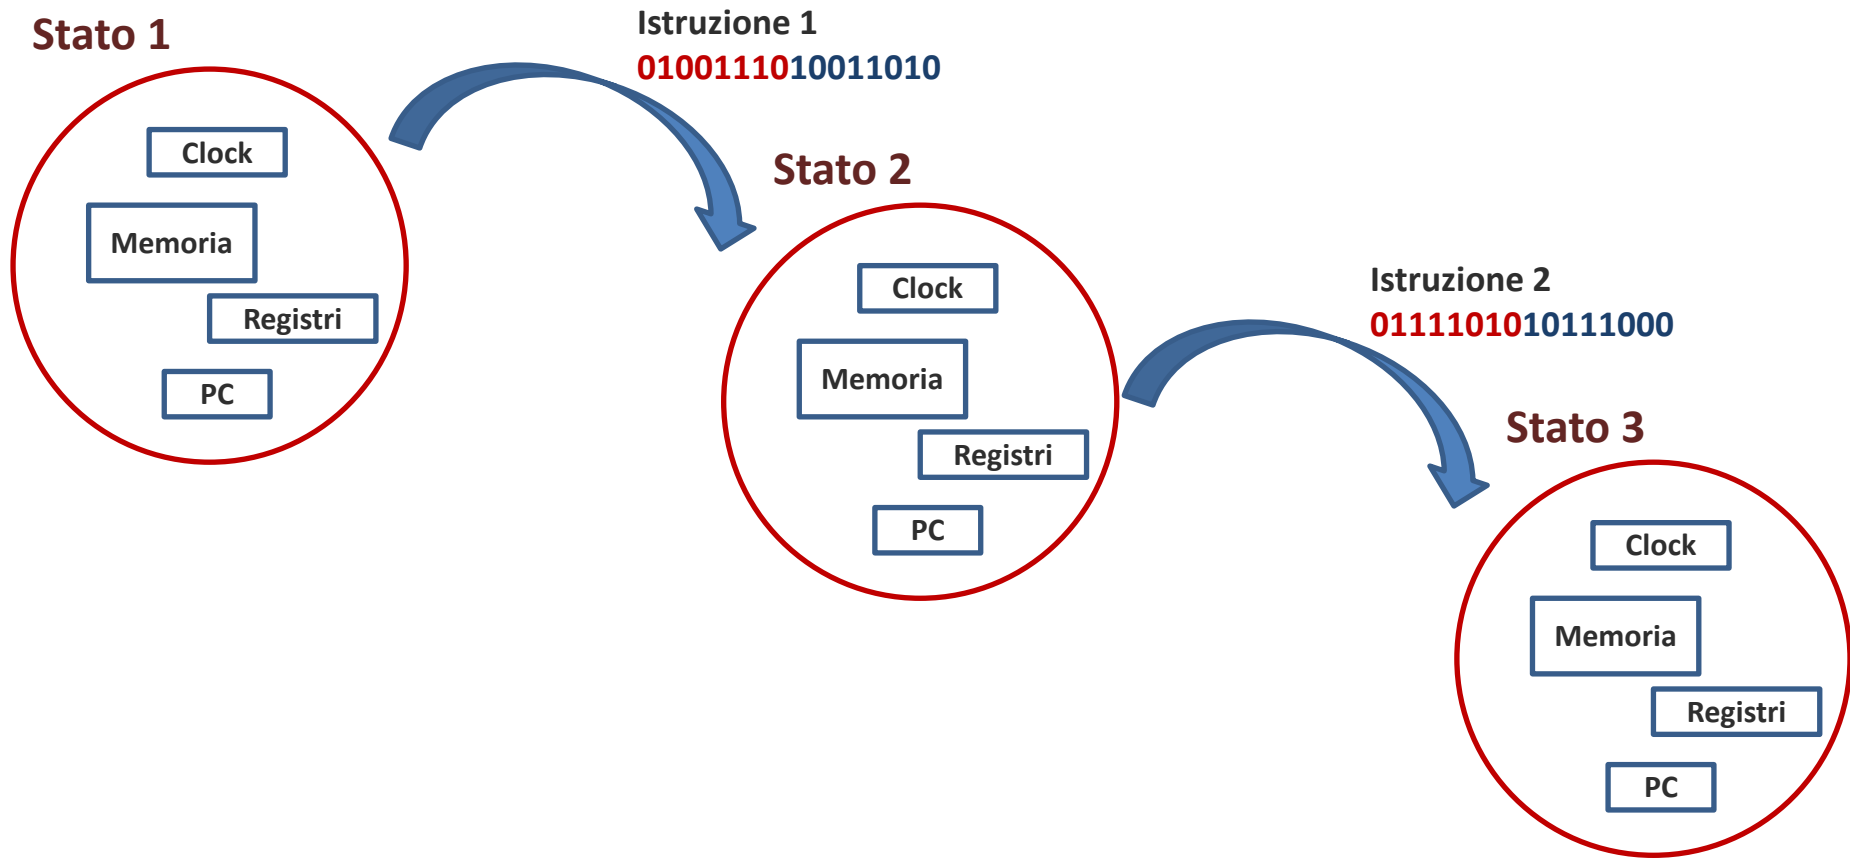 Stato 1
Clock
Memoria
Registri
PC
Istruzione 1
0100111010011010
Stato 2
Clock
Memoria
Registri
PC
Istruzione 2
0111101010111000
Stato 3
Clock
Memoria
Registri
PC